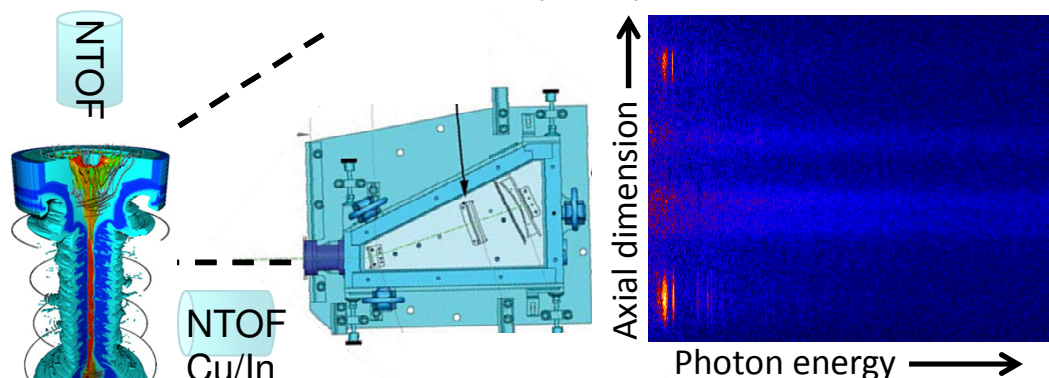 NTOF
NTOF
Cu/In
Axial dimension
Photon energy